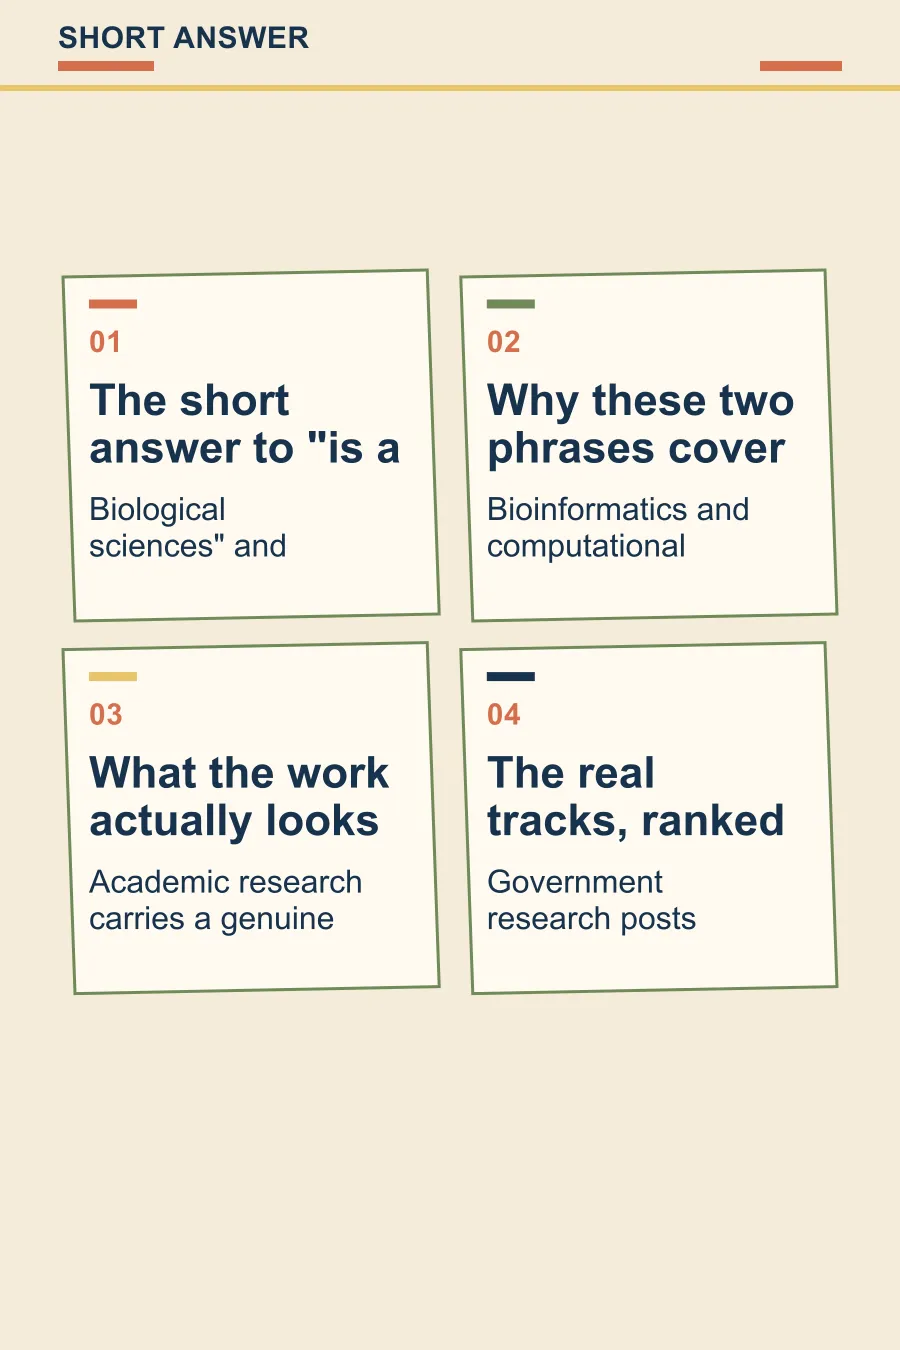 SHORT ANSWER
01
The short
answer to "is a
Biological
sciences" and
02
Why these two
phrases cover
Bioinformatics and
computational
03
What the work
actually looks
Academic research
carries a genuine
04
The real
tracks, ranked
Government
research posts